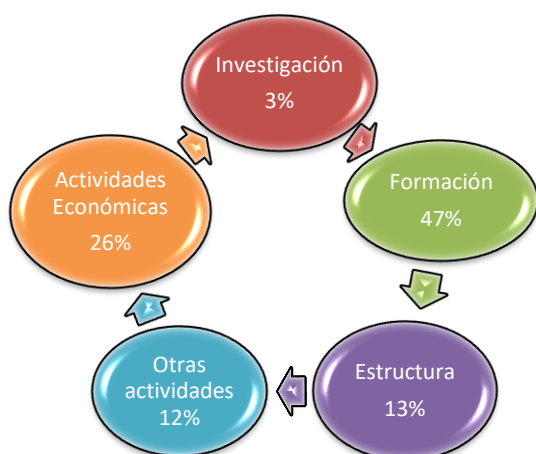 Investigación
3%
Formación
47%
Estructura
13%
Otras
actividades
12%
Actividades
Económicas
26%